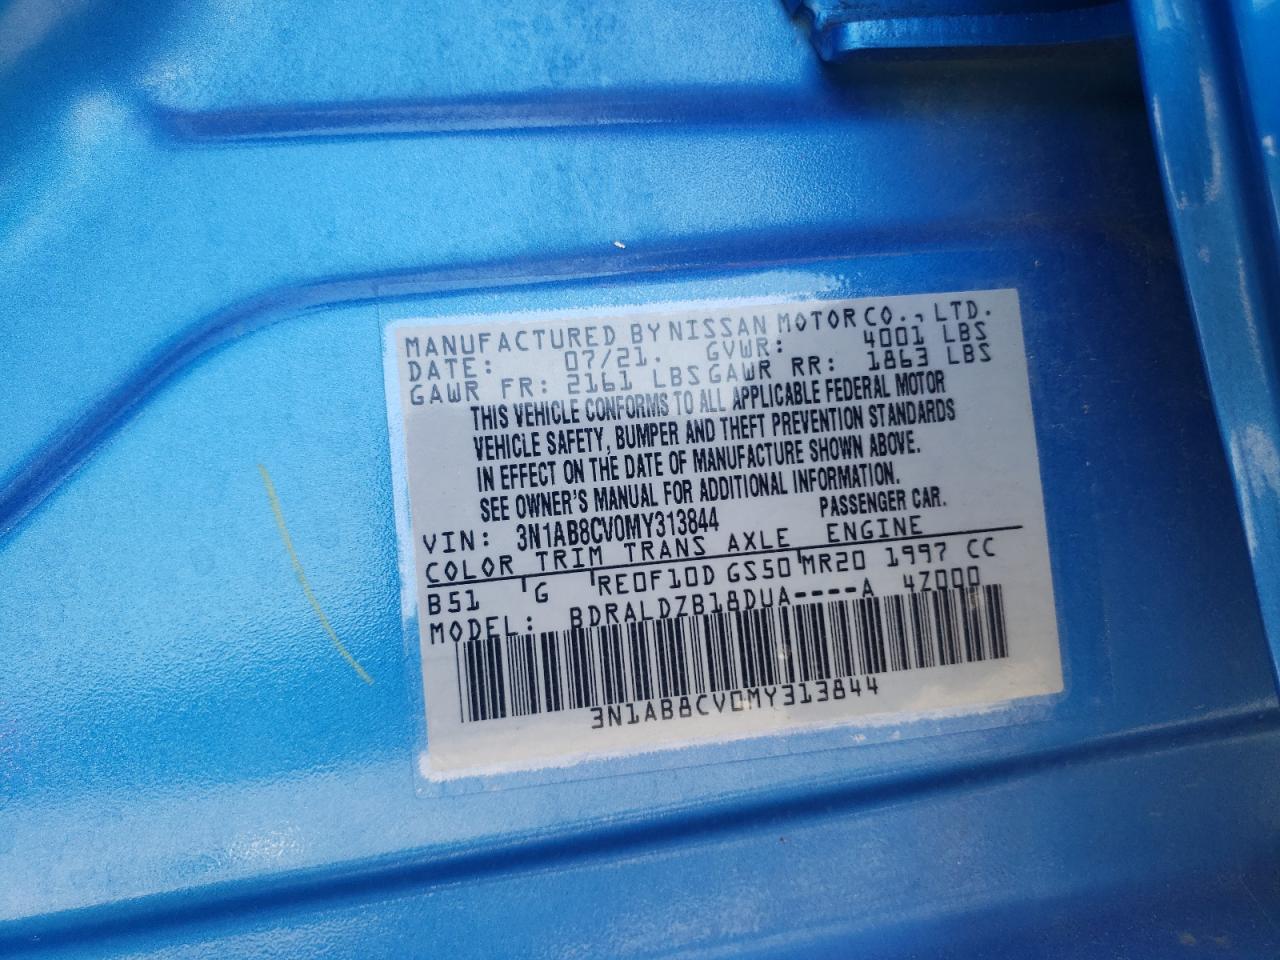 MANUFACTURED BY NISSAN MOTOR CO., LTD.
DATE: 07/21. GVWR: 4001 LBS
GAWR FR: 2161 LBS GAWR RR: 1863 LBS
THIS VEHICLE CONFORMS TO ALL APPLICABLE FEDERAL MOTOR
VEHICLE SAFETY, BUMPER AND THEFT PREVENTION STANDARDS
IN EFFECT ON THE DATE OF MANUFACTURE SHOWN ABOVE.
SEE OWNER'S MANUAL FOR ADDITIONAL INFORMATION.
VIN: 3N1AB8CV0MY313844 PASSENGER CAR.
COLOR TRIM TRANS AXLE ENGINE
B51 G RE0F10D GS50 MR20 1997 CC
MODEL: BDRALDZB18DUA----A 4Z000
3N1AB8CV0MY313844